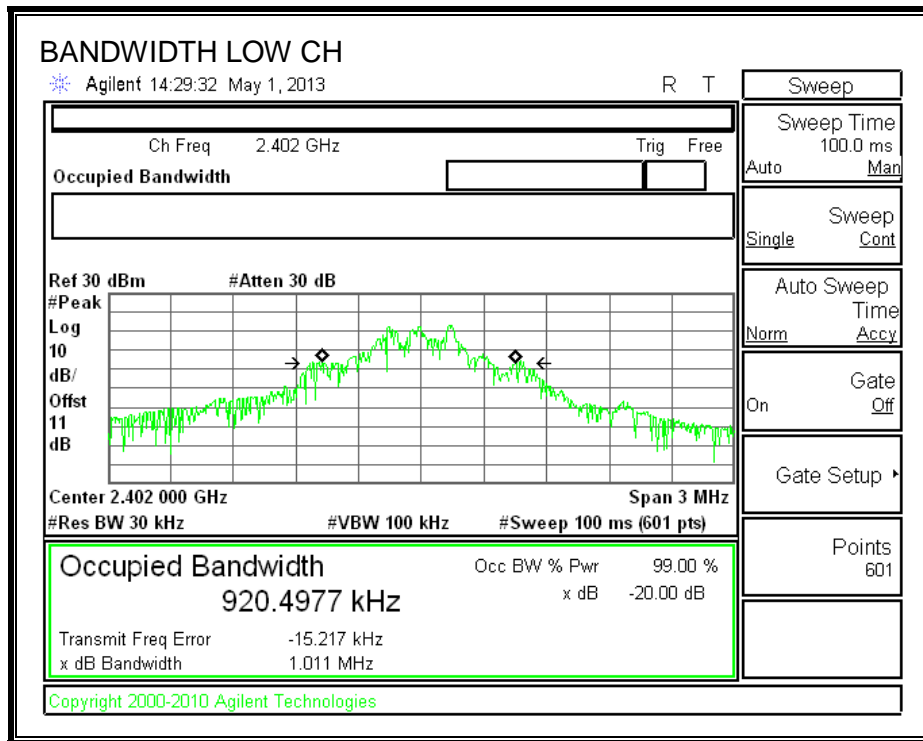 BANDWIDTH LOW CH
Agilent 14:29:32 May 1, 2013 R T
Ch Freq 2.402 GHz Trig Free
Occupied Bandwidth
Ref 30 dBm #Atten 30 dB
#Peak
Log
10
dB/
Offst
11
dB
Center 2.402 000 GHz Span 3 MHz
#Res BW 30 kHz #VBW 100 kHz #Sweep 100 ms (601 pts)
Occupied Bandwidth Occ BW % Pwr 99.00 %
920.4977 kHz x dB -20.00 dB
Transmit Freq Error -15.217 kHz
x dB Bandwidth 1.011 MHz
Copyright 2000-2010 Agilent Technologies
Sweep
Sweep Time
100.0 ms
Auto Man
Sweep
Single Cont
Auto Sweep
Time
Norm Accy
Gate
On Off
Gate Setup
Points
601